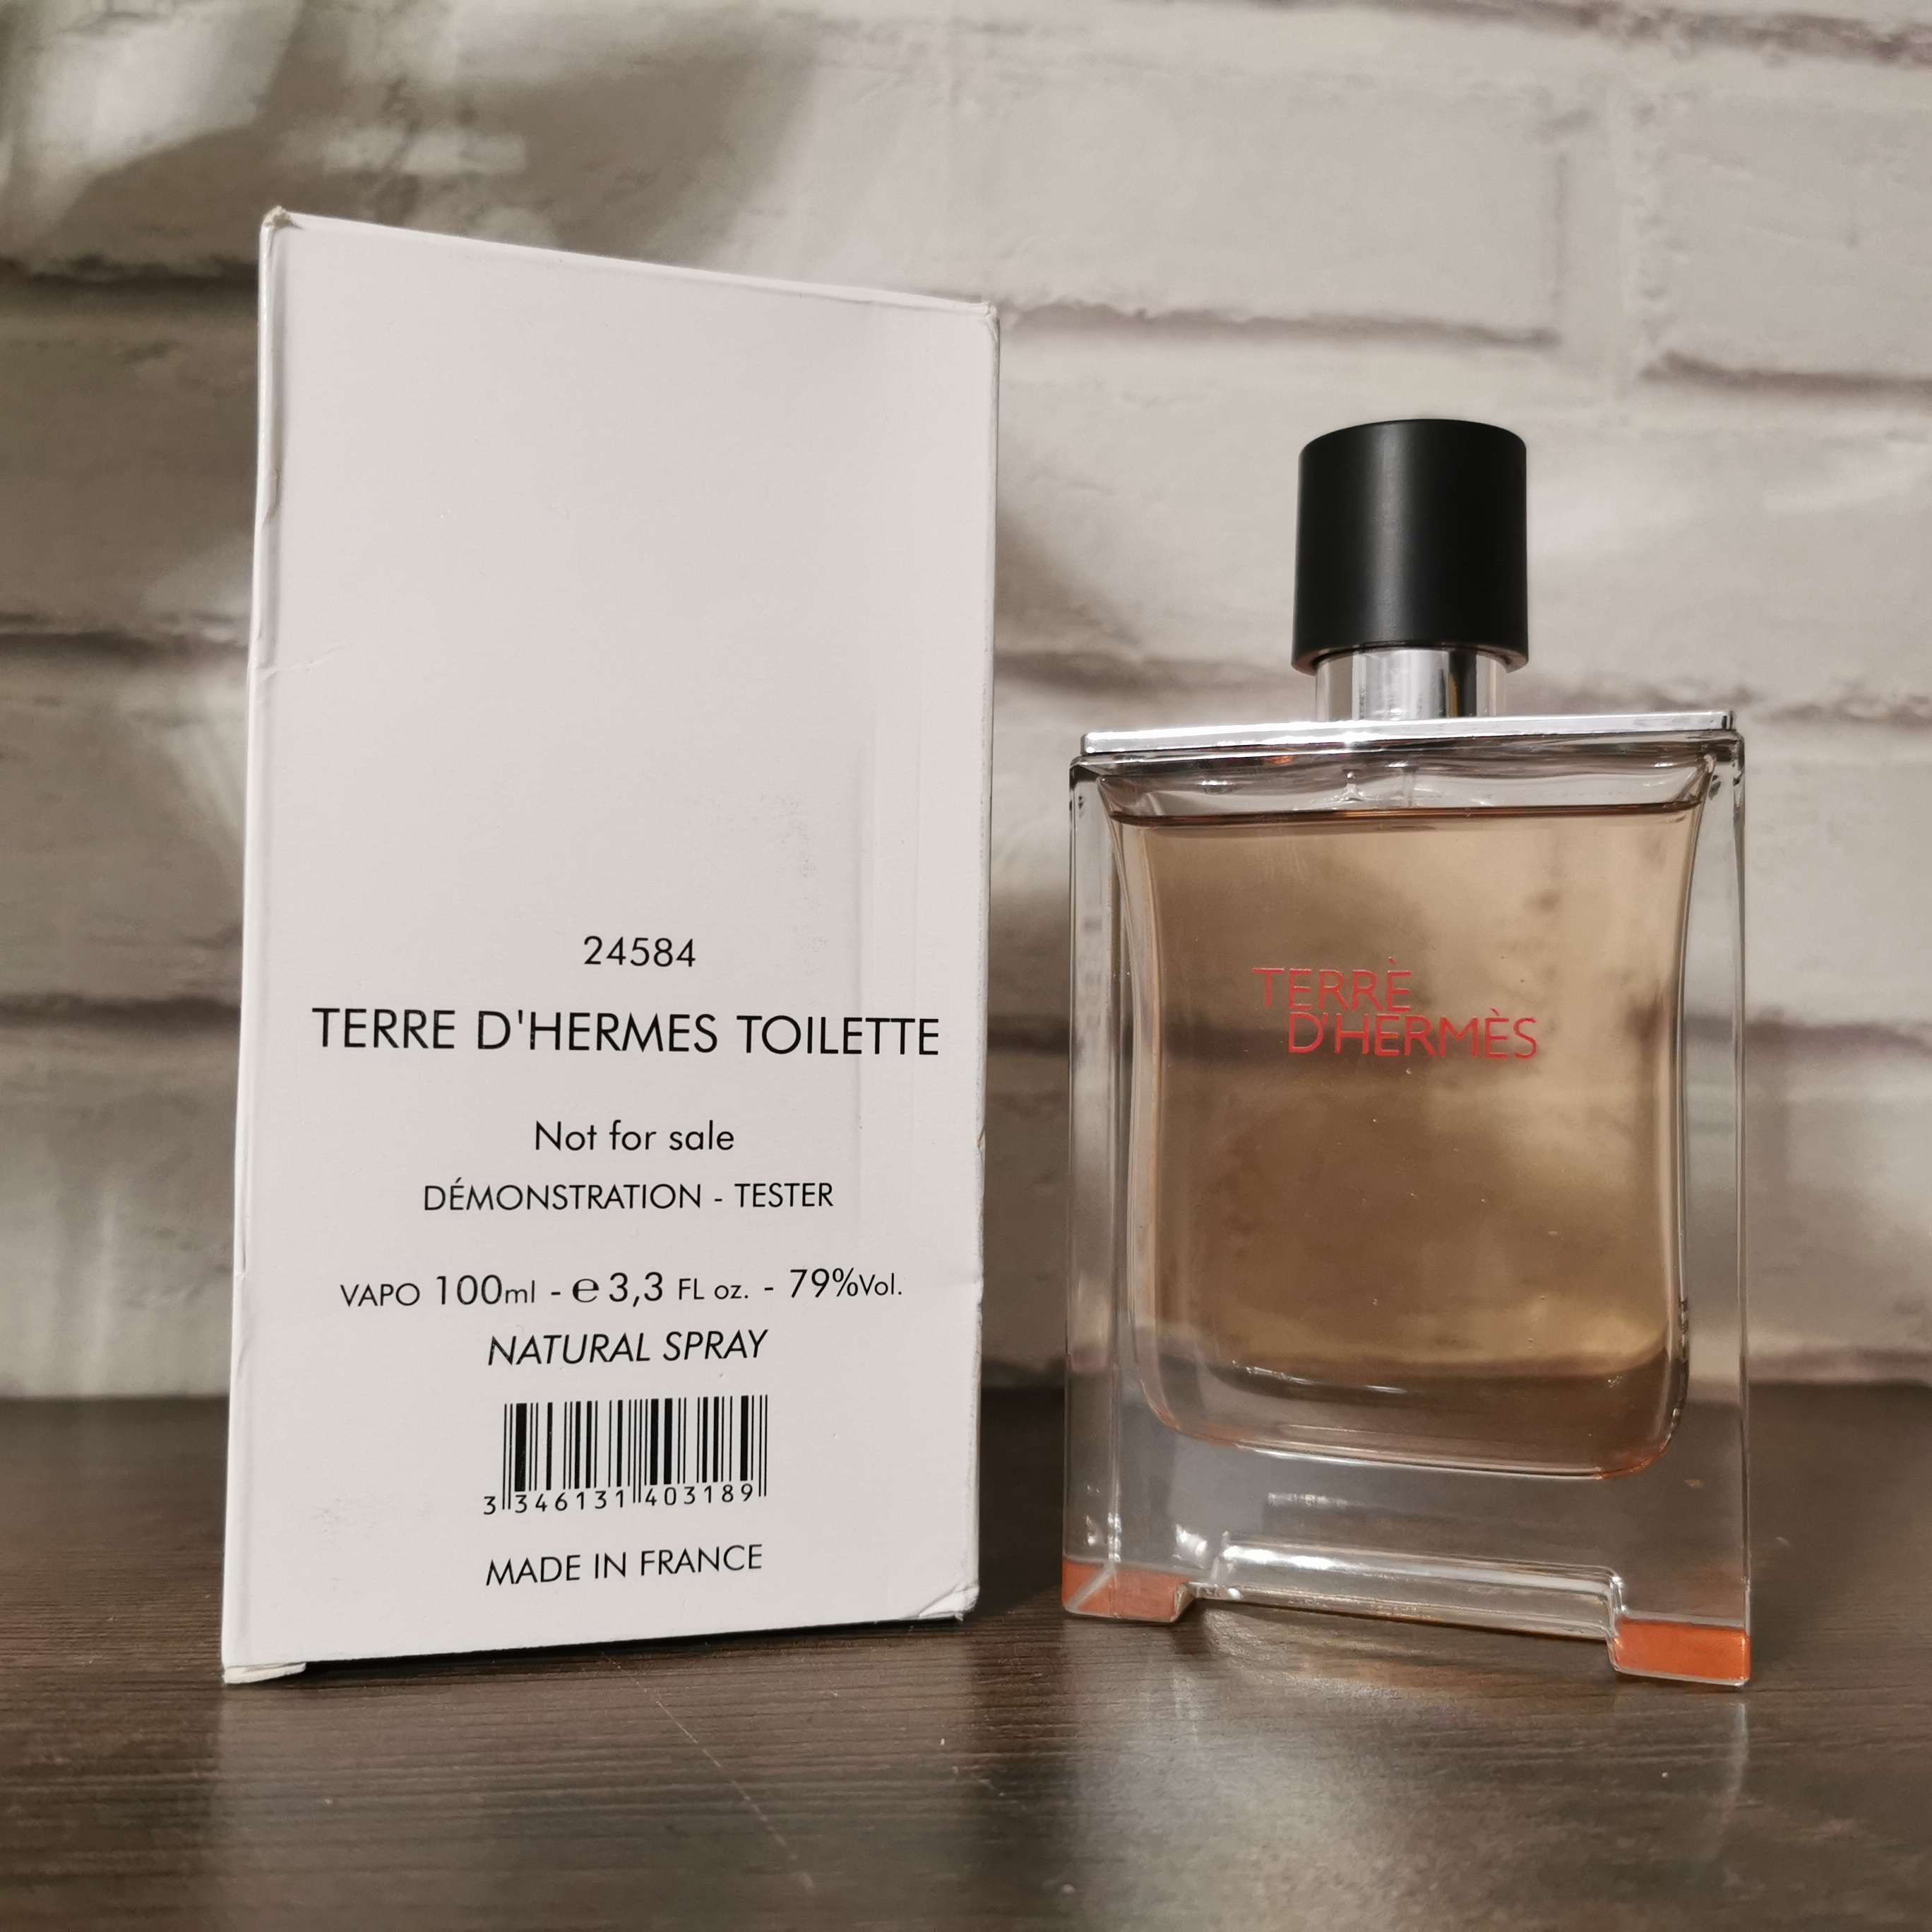 24584
TERRE D'HERMES TOILETTE
Not for sale
DÉMONSTRATION - TESTER
VAPO 100ml - ℮ 3,3 FL oz. - 79%Vol.
NATURAL SPRAY
3 346131 403189
MADE IN FRANCE
TERRÈ
D'HERMÈS